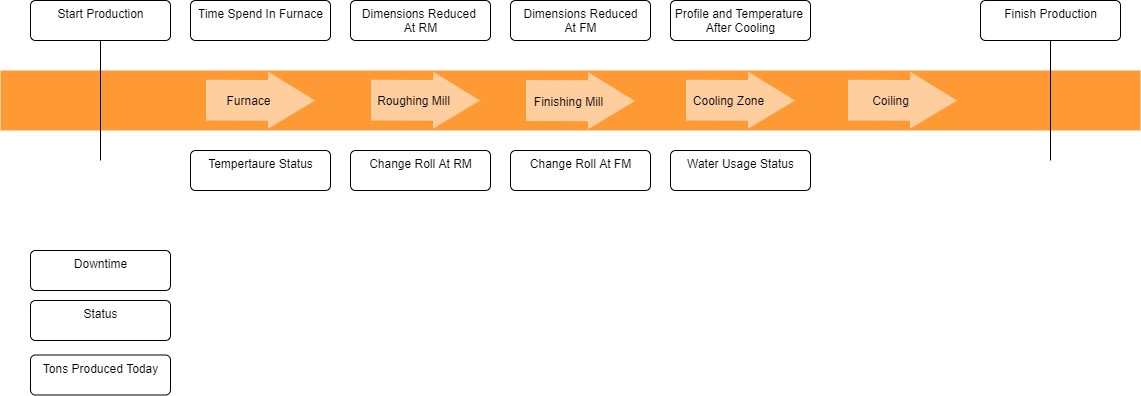 Start Production
Time Spend In Furnace
Dimensions Reduced
At RM
Dimensions Reduced
At FM
Profile and Temperature
After Cooling
Finish Production
Furnace
Roughing Mill
Finishing Mill
Cooling Zone
Coiling
Tempertaure Status
Change Roll At RM
Change Roll At FM
Water Usage Status
Downtime
Status
Tons Produced Today